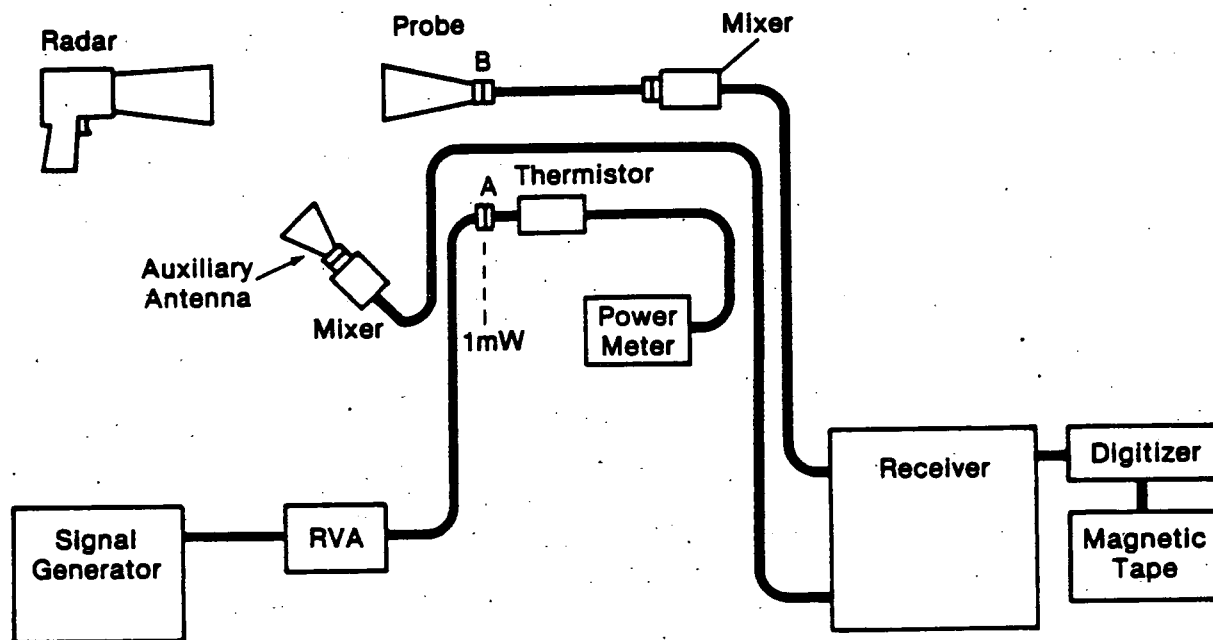 Radar
Probe
Mixer
B
A
Thermistor
Auxiliary
Antenna
Mixer
1mW
Power
Meter
Signal
Generator
RVA
Receiver
Digitizer
Magnetic
Tape